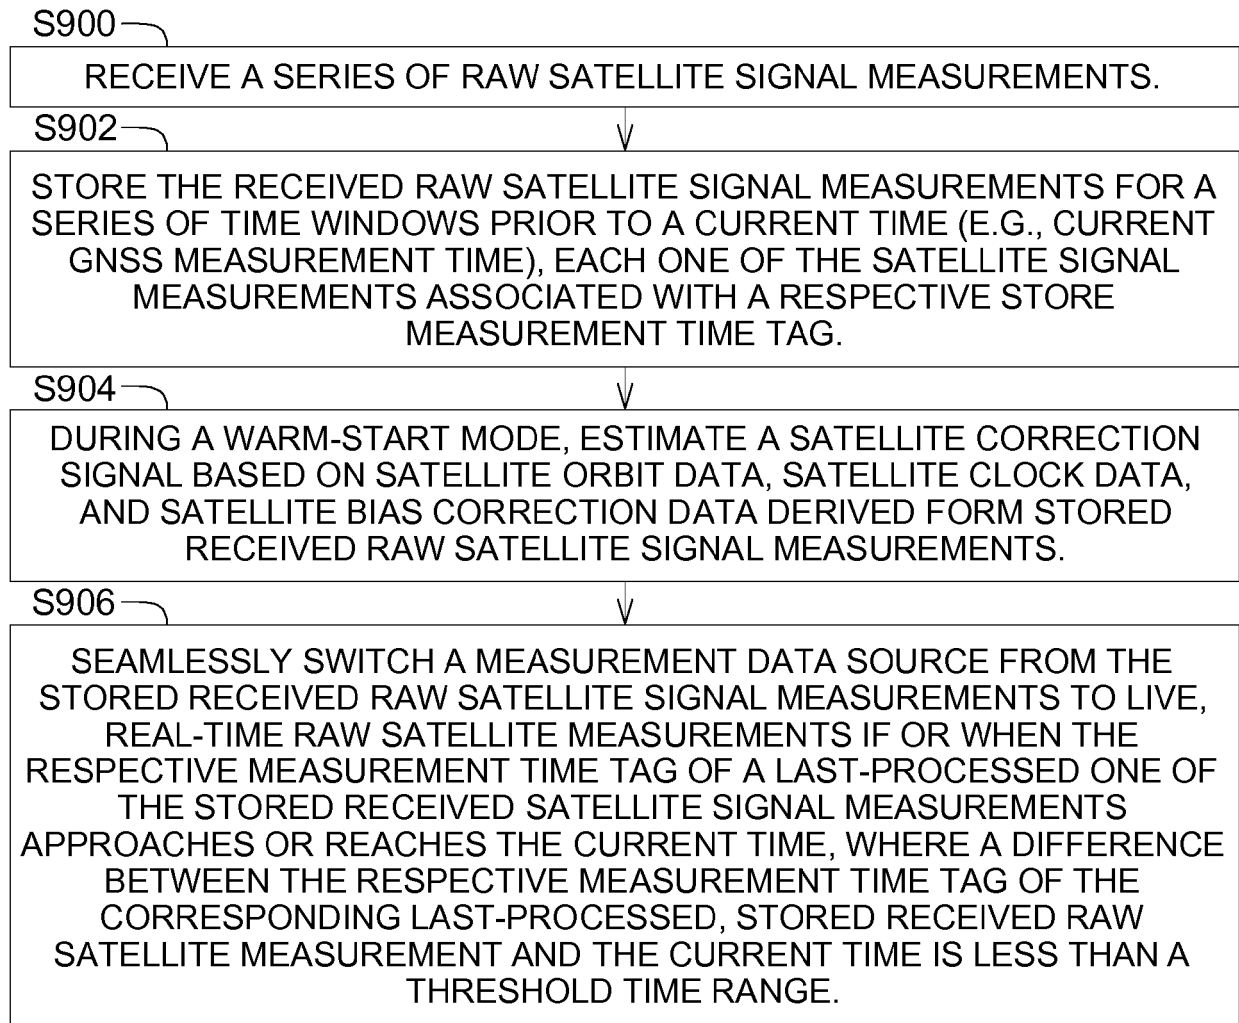 S900
RECEIVE A SERIES OF RAW SATELLITE SIGNAL MEASUREMENTS.
S902
STORE THE RECEIVED RAW SATELLITE SIGNAL MEASUREMENTS FOR A
SERIES OF TIME WINDOWS PRIOR TO A CURRENT TIME (E.G., CURRENT
GNSS MEASUREMENT TIME), EACH ONE OF THE SATELLITE SIGNAL
MEASUREMENTS ASSOCIATED WITH A RESPECTIVE STORE
MEASUREMENT TIME TAG.
S904
DURING A WARM-START MODE, ESTIMATE A SATELLITE CORRECTION
SIGNAL BASED ON SATELLITE ORBIT DATA, SATELLITE CLOCK DATA,
AND SATELLITE BIAS CORRECTION DATA DERIVED FORM STORED
RECEIVED RAW SATELLITE SIGNAL MEASUREMENTS.
S906
SEAMLESSLY SWITCH A MEASUREMENT DATA SOURCE FROM THE
STORED RECEIVED RAW SATELLITE SIGNAL MEASUREMENTS TO LIVE,
REAL-TIME RAW SATELLITE MEASUREMENTS IF OR WHEN THE
RESPECTIVE MEASUREMENT TIME TAG OF A LAST-PROCESSED ONE OF
THE STORED RECEIVED SATELLITE SIGNAL MEASUREMENTS
APPROACHES OR REACHES THE CURRENT TIME, WHERE A DIFFERENCE
BETWEEN THE RESPECTIVE MEASUREMENT TIME TAG OF THE
CORRESPONDING LAST-PROCESSED, STORED RECEIVED RAW
SATELLITE MEASUREMENT AND THE CURRENT TIME IS LESS THAN A
THRESHOLD TIME RANGE.